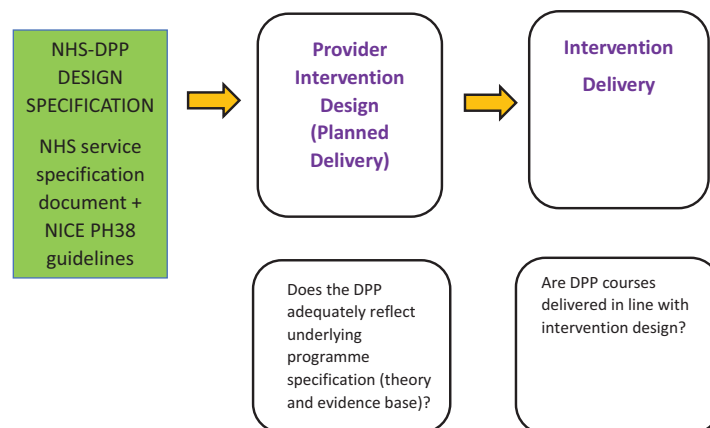 NHS-DPP
DESIGN
SPECIFICATION
NHS service
specification
document +
NICE PH38
guidelines
Provider
Intervention
Design
(Planned
Delivery)
Intervention
Delivery
Does the DPP
adequately reflect
underlying
programme
specification (theory
and evidence base)?
Are DPP courses
delivered in line with
intervention design?